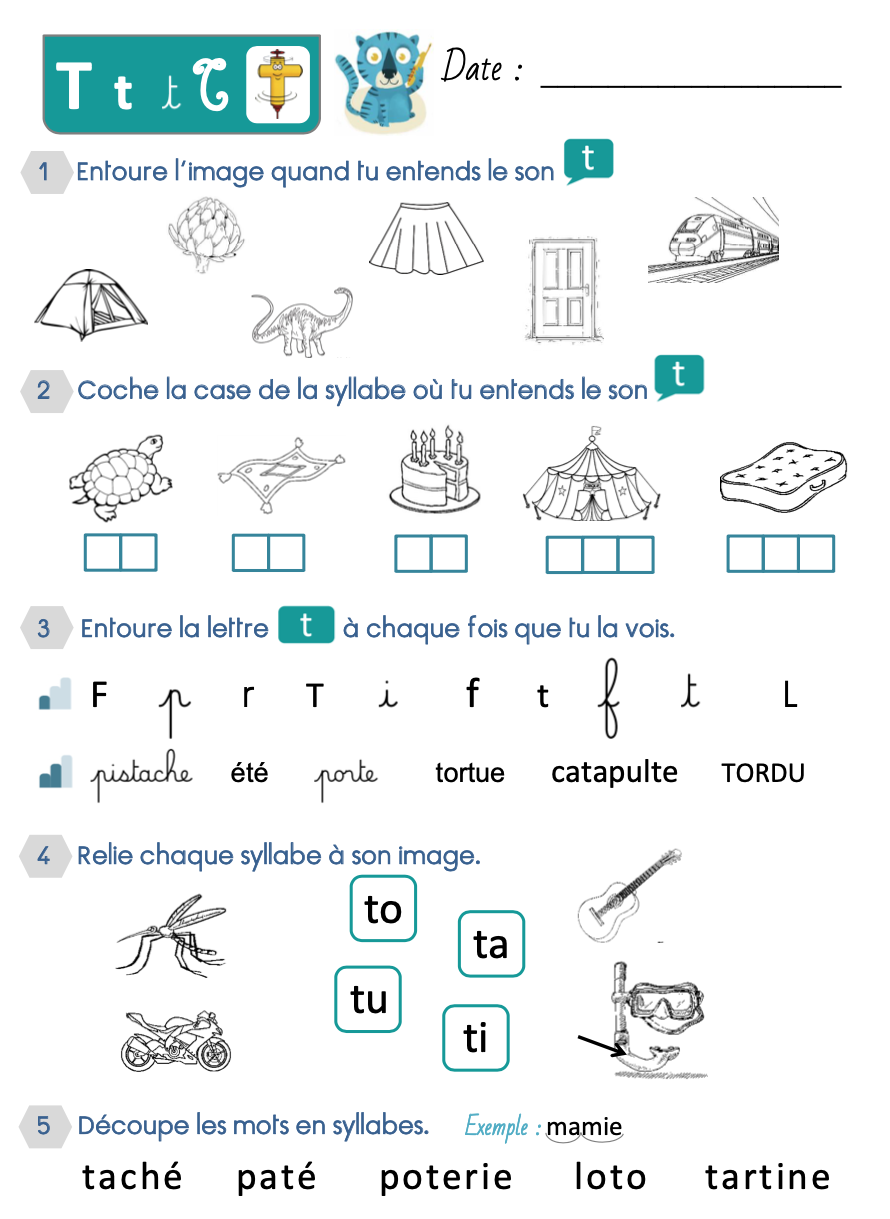 T t t T
Date : ____________________
1 Entoure l'image quand tu entends le son t
2 Coche la case de la syllabe où tu entends le son t
CIRQUE
3 Entoure la lettre t à chaque fois que tu la vois.
F p r T i f t f t L
pistache été porte tortue catapulte TORDU
4 Relie chaque syllabe à son image.
to
ta
tu
ti
5 Découpe les mots en syllabes. Exemple : mamie
taché paté poterie loto tartine